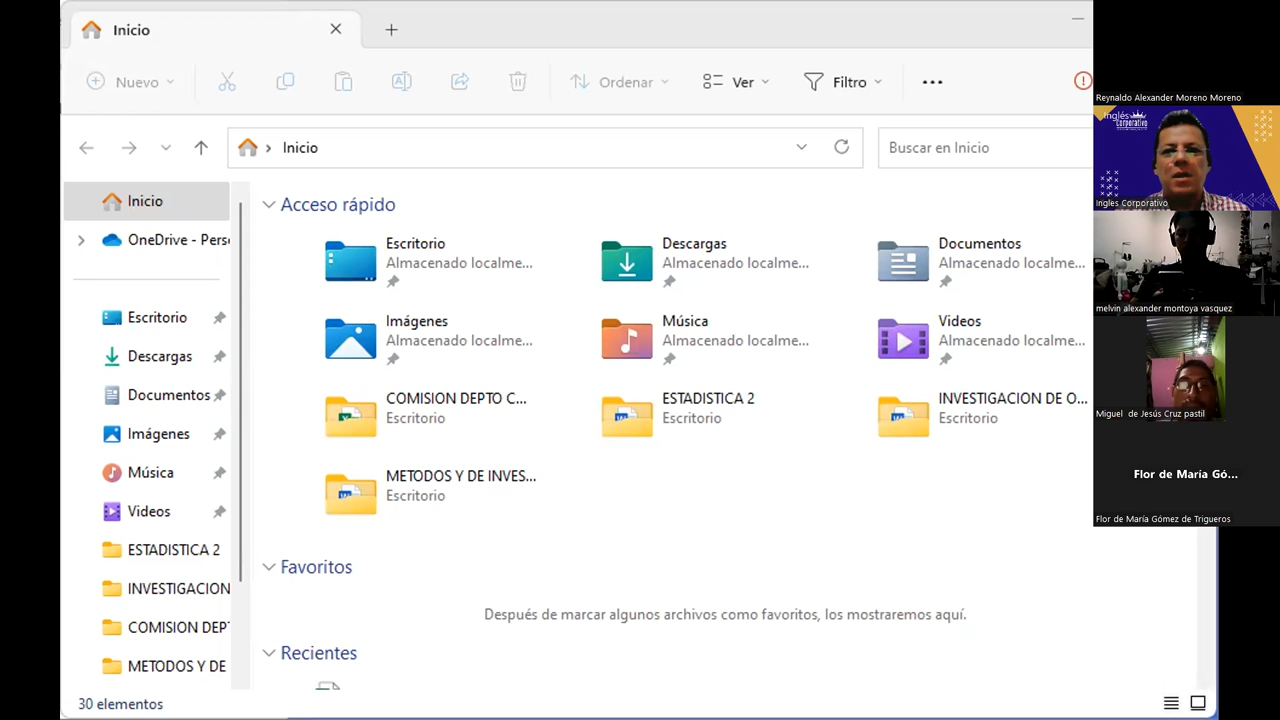 Inicio
Nuevo
Ordenar
Ver
Filtro
Inicio
Buscar en Inicio
Inicio
OneDrive - Pers
Escritorio
Descargas
Documentos
Imágenes
Música
Videos
ESTADISTICA 2
INVESTIGACION
COMISION DEPT
METODOS Y DE
Acceso rápido
Escritorio
Almacenado localme...
Descargas
Almacenado localme...
Documentos
Almacenado localme...
Imágenes
Almacenado localme...
Música
Almacenado localme...
Videos
Almacenado localme...
COMISION DEPTO C...
Escritorio
ESTADISTICA 2
Escritorio
INVESTIGACION DE O...
Escritorio
METODOS Y DE INVES...
Escritorio
Favoritos
Después de marcar algunos archivos como favoritos, los mostraremos aquí.
Recientes
30 elementos
Reynaldo Alexander Moreno Moreno
Inglés
Corporativo
Ingles Corporativo
melvin alexander montoya vasquez
Miguel de Jesús Cruz pastil
Flor de María Gó...
Flor de María Gómez de Trigueros